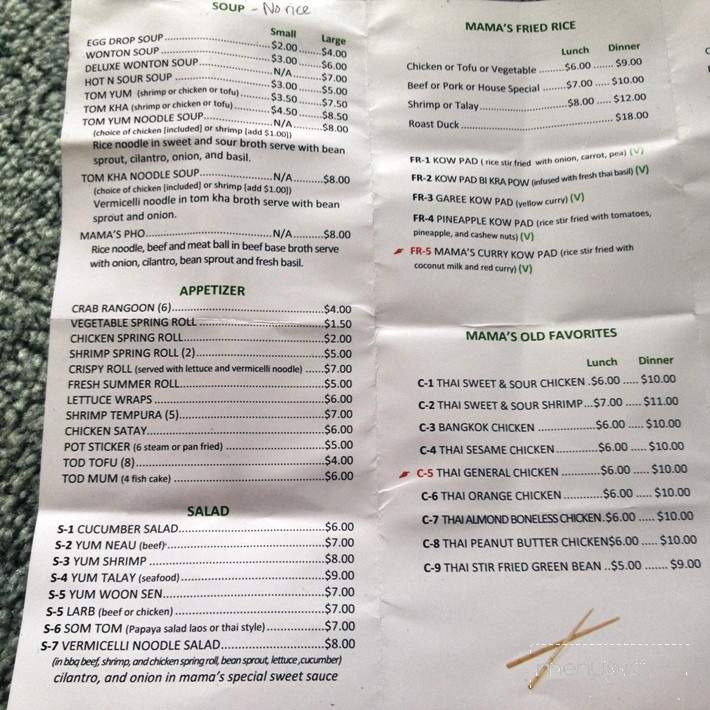 SOUP - No rice
Small Large
EGG DROP SOUP ... $2.00 ... $4.00
WONTON SOUP ... $3.00 ... $6.00
DELUXE WONTON SOUP ... N/A ... $7.00
HOT N SOUR SOUP ... $3.00 ... $5.00
TOM YUM (shrimp or chicken or tofu) ... $3.50 ... $7.50
TOM KHA (shrimp or chicken or tofu) ... $4.50 ... $8.50
TOM YUM NOODLE SOUP ... N/A ... $8.00
(choice of chicken [included] or shrimp [add $1.00])
Rice noodle in sweet and sour broth serve with bean
sprout, cilantro, onion, and basil.
TOM KHA NOODLE SOUP ... N/A ... $8.00
(choice of chicken [included] or shrimp [add $1.00])
Vermicelli noodle in tom kha broth serve with bean
sprout and onion.
MAMA'S PHO ... N/A ... $8.00
Rice noodle, beef and meat ball in beef base broth serve
with onion, cilantro, bean sprout and fresh basil.
APPETIZER
CRAB RANGOON (6) ... $4.00
VEGETABLE SPRING ROLL ... $1.50
CHICKEN SPRING ROLL ... $2.00
SHRIMP SPRING ROLL (2) ... $5.00
CRISPY ROLL (served with lettuce and vermicelli noodle) ... $7.00
FRESH SUMMER ROLL ... $5.00
LETTUCE WRAPS ... $6.00
SHRIMP TEMPURA (5) ... $7.00
CHICKEN SATAY ... $6.00
POT STICKER (6 steam or pan fried) ... $5.00
TOD TOFU (8) ... $4.00
TOD MUM (4 fish cake) ... $6.00
SALAD
S-1 CUCUMBER SALAD ... $6.00
S-2 YUM NEAU (beef) ... $7.00
S-3 YUM SHRIMP ... $8.00
S-4 YUM TALAY (seafood) ... $9.00
S-5 YUM WOON SEN ... $7.00
S-5 LARB (beef or chicken) ... $7.00
S-6 SOM TOM (Papaya salad laos or thai style) ... $7.00
S-7 VERMICELLI NOODLE SALAD ... $8.00
(in bbq beef, shrimp, and chicken spring roll, bean sprout, lettuce, cucumber)
cilantro, and onion in mama's special sweet sauce
MAMA'S FRIED RICE
Lunch Dinner
Chicken or Tofu or Vegetable ... $6.00 ... $9.00
Beef or Pork or House Special ... $7.00 ... $10.00
Shrimp or Talay ... $8.00 ... $12.00
Roast Duck ... $18.00
FR-1 KOW PAD ( rice stir fried with onion, carrot, pea) (V)
FR-2 KOW PAD BI KRA POW (infused with fresh thai basil) (V)
FR-3 GAREE KOW PAD (yellow curry) (V)
FR-4 PINEAPPLE KOW PAD (rice stir fried with tomatoes,
pineapple, and cashew nuts) (V)
FR-5 MAMA'S CURRY KOW PAD (rice stir fried with
coconut milk and red curry) (V)
MAMA'S OLD FAVORITES
Lunch Dinner
C-1 THAI SWEET & SOUR CHICKEN .$6.00 ..... $10.00
C-2 THAI SWEET & SOUR SHRIMP...$7.00 ..... $11.00
C-3 BANGKOK CHICKEN ... $6.00 ..... $10.00
C-4 THAI SESAME CHICKEN ... $6.00 ..... $10.00
C-5 THAI GENERAL CHICKEN ... $6.00 ..... $10.00
C-6 THAI ORANGE CHICKEN ... $6.00 ..... $10.00
C-7 THAI ALMOND BONELESS CHICKEN .$6.00 ..... $10.00
C-8 THAI PEANUT BUTTER CHICKEN$6.00 ..... $10.00
C-9 THAI STIR FRIED GREEN BEAN ..$5.00 ....... $9.00